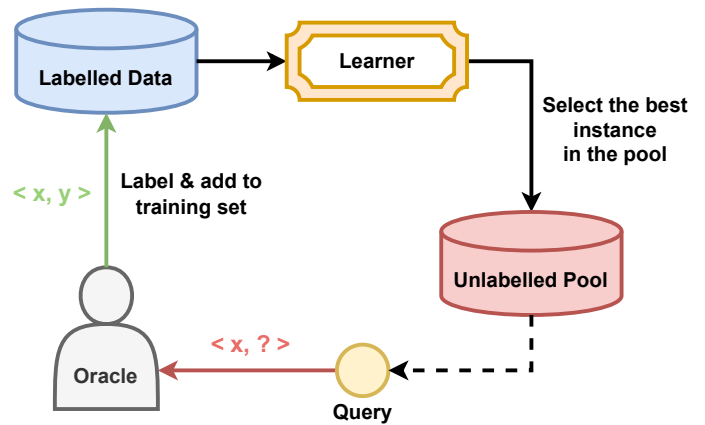 Labelled Data
Learner
Select the best
instance
in the pool
< x, y >
Label & add to
training set
Unlabelled Pool
< x, ? >
Oracle
Query